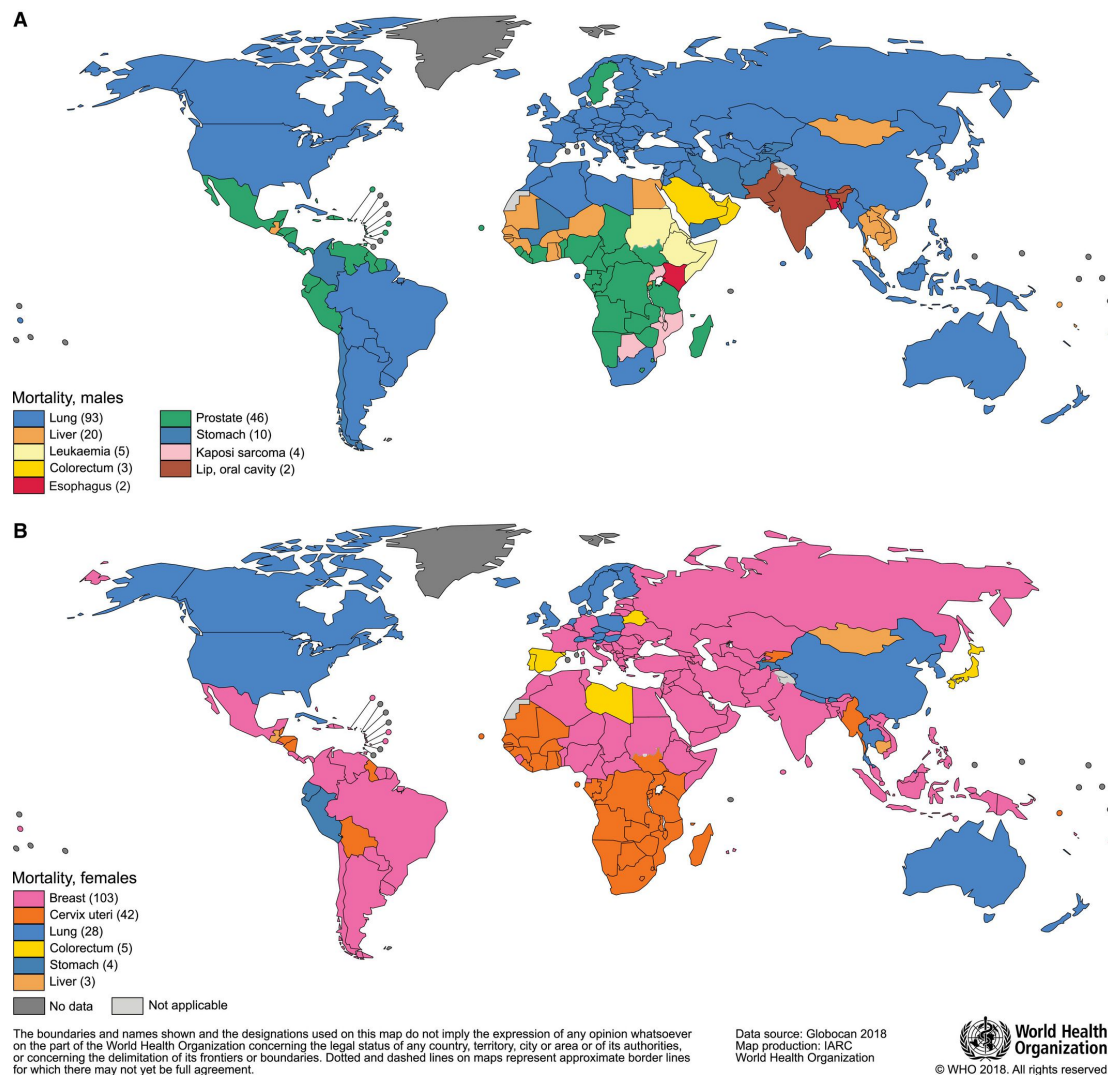 A
Mortality, males
Lung (93)
Liver (20)
Leukaemia (5)
Colorectum (3)
Esophagus (2)
Prostate (46)
Stomach (10)
Kaposi sarcoma (4)
Lip, oral cavity (2)
B
Mortality, females
Breast (103)
Cervix uteri (42)
Lung (28)
Colorectum (5)
Stomach (4)
Liver (3)
No data
Not applicable
The boundaries and names shown and the designations used on this map do not imply the expression of any opinion whatsoever
on the part of the World Health Organization concerning the legal status of any country, territory, city or area or of its authorities,
or concerning the delimitation of its frontiers or boundaries. Dotted and dashed lines on maps represent approximate border lines
for which there may not yet be full agreement.
Data source: Globocan 2018
Map production: IARC
World Health Organization
World Health
Organization
© WHO 2018. All rights reserved